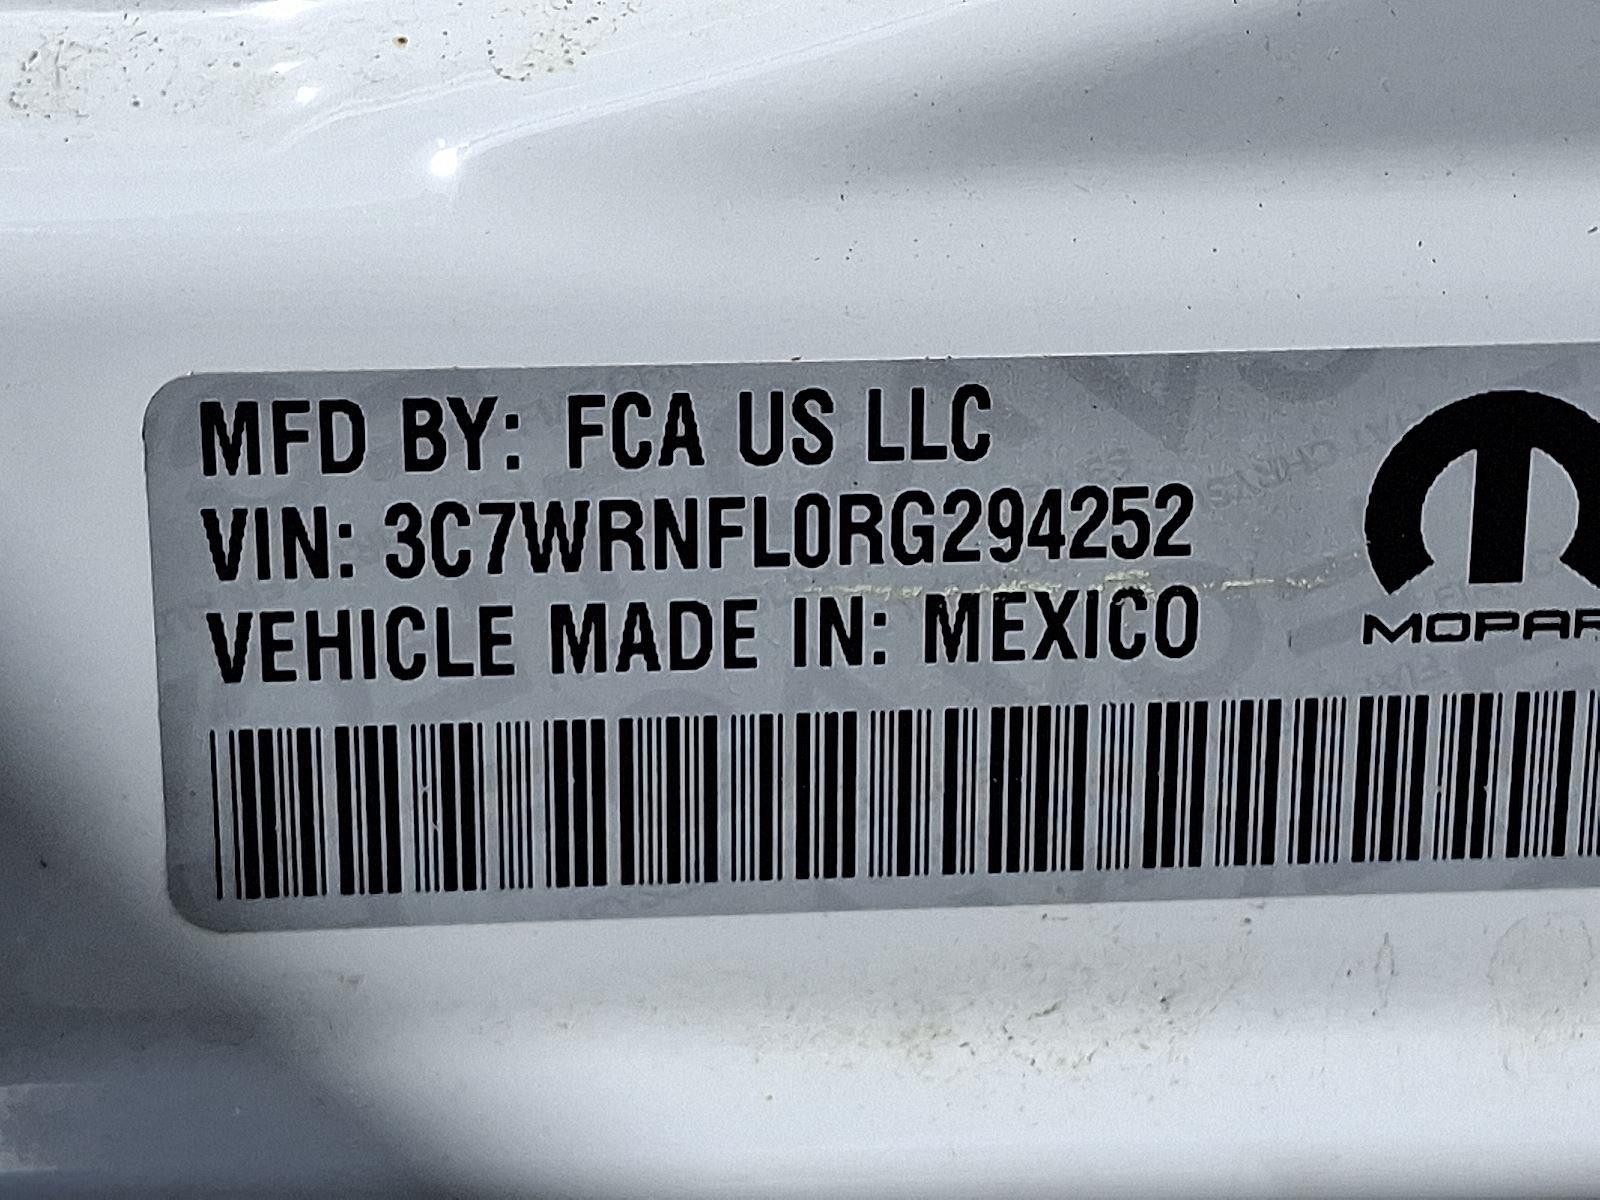 MFD BY: FCA US LLC
VIN: 3C7WRNFL0RG294252
VEHICLE MADE IN: MEXICO
MOPAR